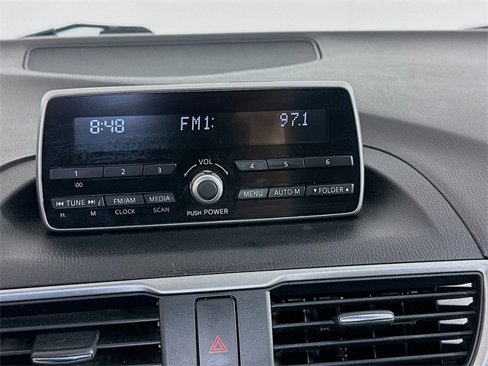 8:48 FM1: 97.1
VOL
1 2 3 4 5 6
:00
TUNE FM/AM MEDIA MENU AUTO-M FOLDER
H M CLOCK SCAN PUSH POWER